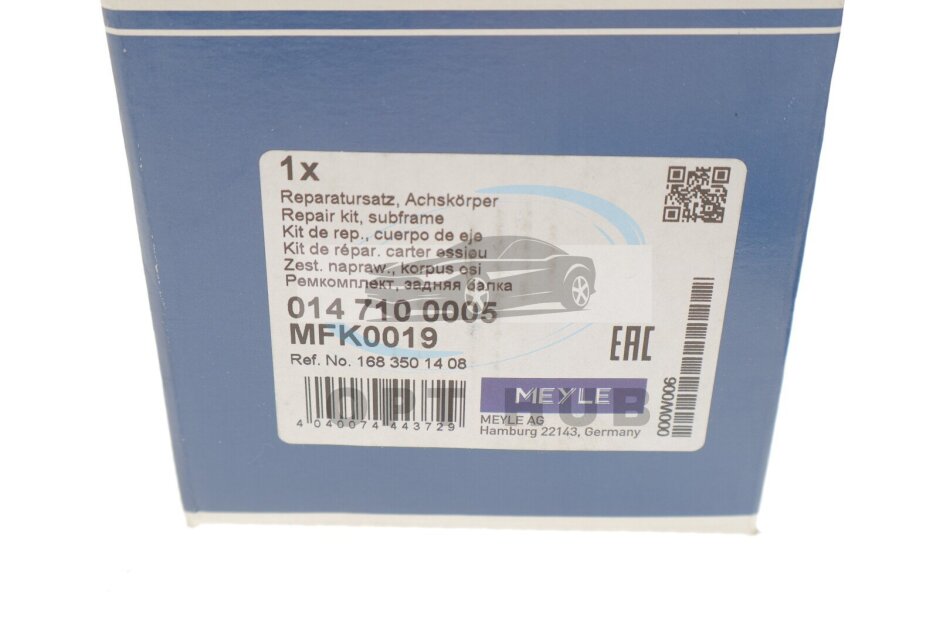 1x
Reparatursatz, Achskörper
Repair kit, subframe
Kit de rep., cuerpo de eje
Kit de répar. carter essieu
Zest. napraw., korpus osi
Ремкомплект, задняя балка
014 710 0005
MFK0019
Ref. No. 168 350 14 08
4 040074 443729
EAC
MEYLE
MEYLE AG
Hamburg 22143, Germany
000W006
OPT HUB